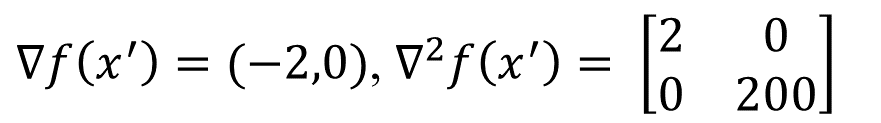 ∇f(x′) = (−2,0), ∇²f(x′) = [2 0
0 200]